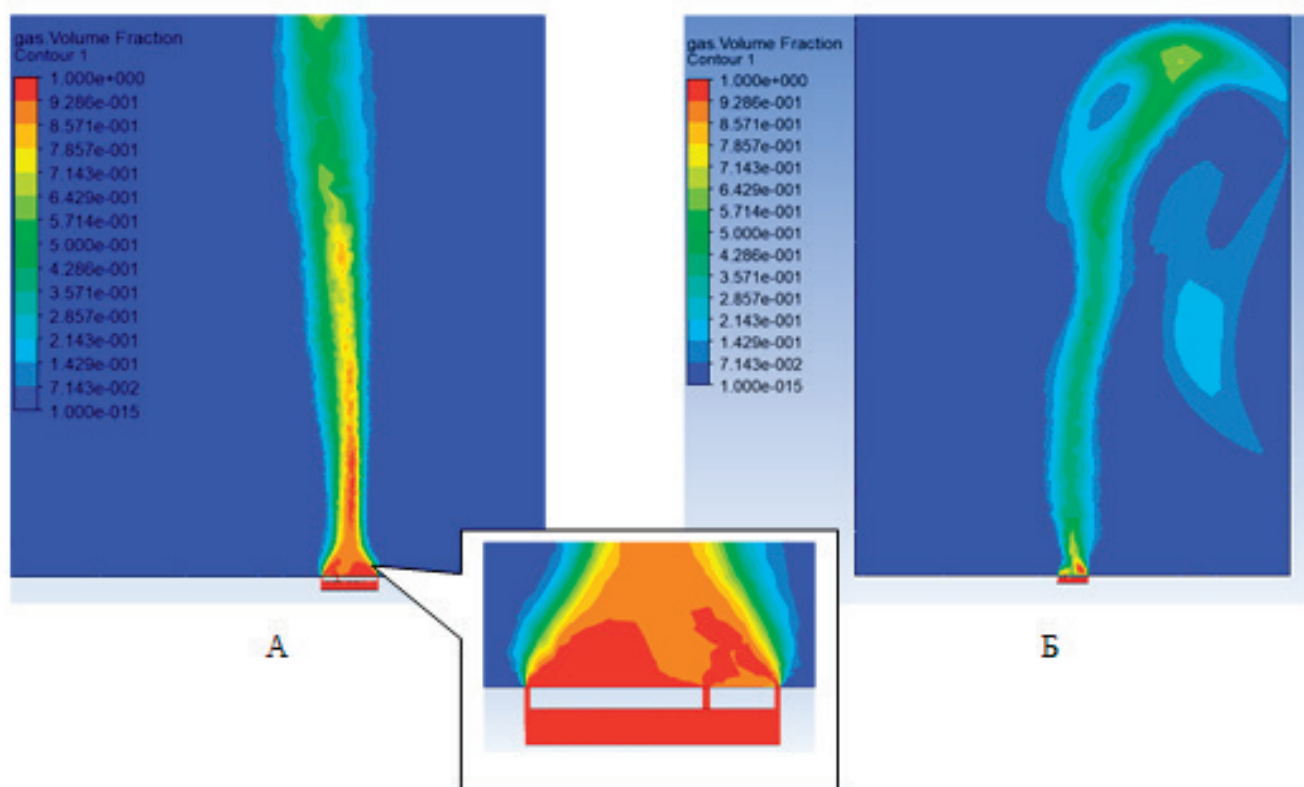 gas.Volume Fraction
Contour 1
1.000e+000
9.286e-001
8.571e-001
7.857e-001
7.143e-001
6.429e-001
5.714e-001
5.000e-001
4.286e-001
3.571e-001
2.857e-001
2.143e-001
1.429e-001
7.143e-002
1.000e-015
gas.Volume Fraction
Contour 1
1.000e+000
9.286e-001
8.571e-001
7.857e-001
7.143e-001
6.429e-001
5.714e-001
5.000e-001
4.286e-001
3.571e-001
2.857e-001
2.143e-001
1.429e-001
7.143e-002
1.000e-015
А
Б